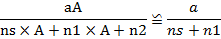 aA / (ns × A + n1 × A + n2) ≌ a / (ns + n1)